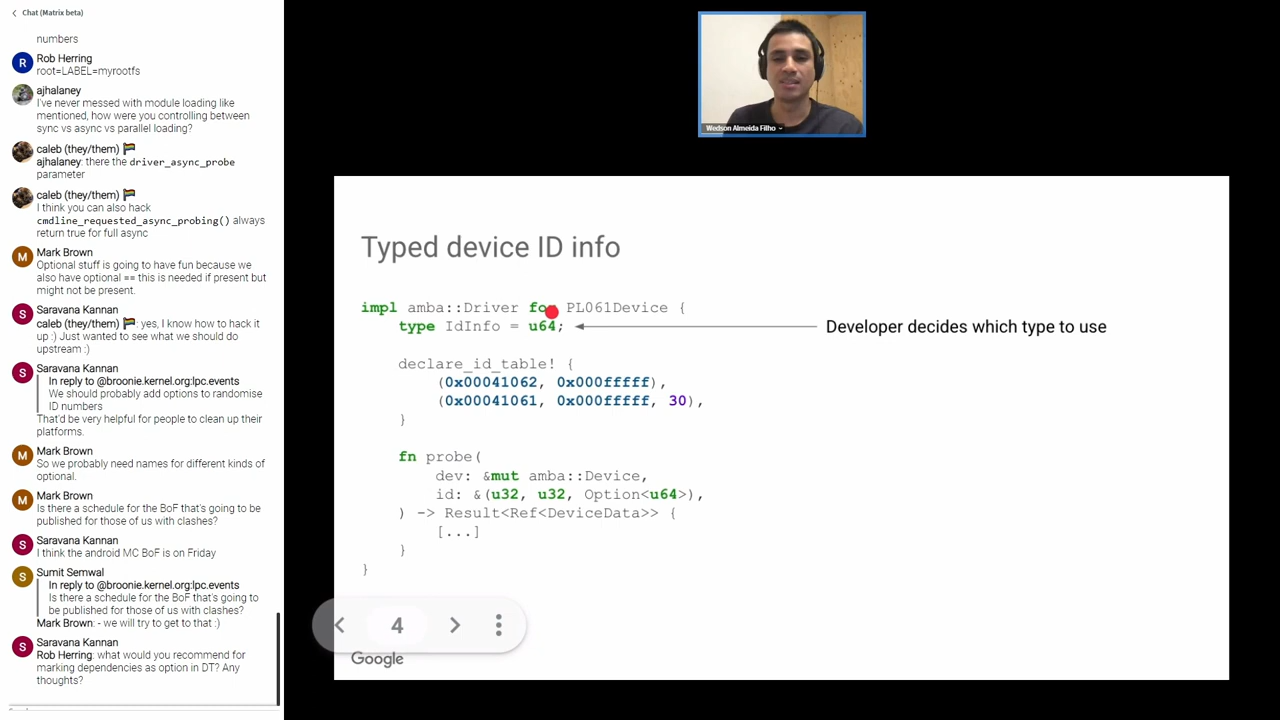 Chat (Matrix beta)
numbers
R
Rob Herring
root=LABEL=myrootfs
ajhalaney
I've never messed with module loading like
mentioned, how were you controlling between
sync vs async vs parallel loading?
caleb (they/them) 🏳️‍🌈
ajhalaney: there the driver_async_probe
parameter
caleb (they/them) 🏳️‍🌈
I think you can also hack
cmdline_requested_async_probing() always
return true for full async
M
Mark Brown
Optional stuff is going to have fun because we
also have optional == this is needed if present but
might not be present.
S
Saravana Kannan
caleb (they/them) 🏳️‍🌈: yes, I know how to hack it
up :) Just wanted to see what we should do
upstream :)
S
Saravana Kannan
In reply to @broonie.kernel.org:lpc.events
We should probably add options to randomise
ID numbers
That'd be very helpful for people to clean up their
platforms.
M
Mark Brown
So we probably need names for different kinds of
optional.
M
Mark Brown
Is there a schedule for the BoF that's going to be
published for those of us with clashes?
S
Saravana Kannan
I think the android MC BoF is on Friday
S
Sumit Semwal
In reply to @broonie.kernel.org:lpc.events
Is there a schedule for the BoF that's going to
be published for those of us with clashes?
Mark Brown: - we will try to get to that :)
S
Saravana Kannan
Rob Herring: what would you recommend for
marking dependencies as option in DT? Any
thoughts?
Wedson Almeida Filho
Typed device ID info
impl amba::Driver for PL061Device {
type IdInfo = u64;
Developer decides which type to use
declare_id_table! {
(0x00041062, 0x000fffff),
(0x00041061, 0x000fffff, 30),
}
fn probe(
dev: &mut amba::Device,
id: &(u32, u32, Option<u64>),
) -> Result<Ref<DeviceData>> {
[...]
}
}
4
Google